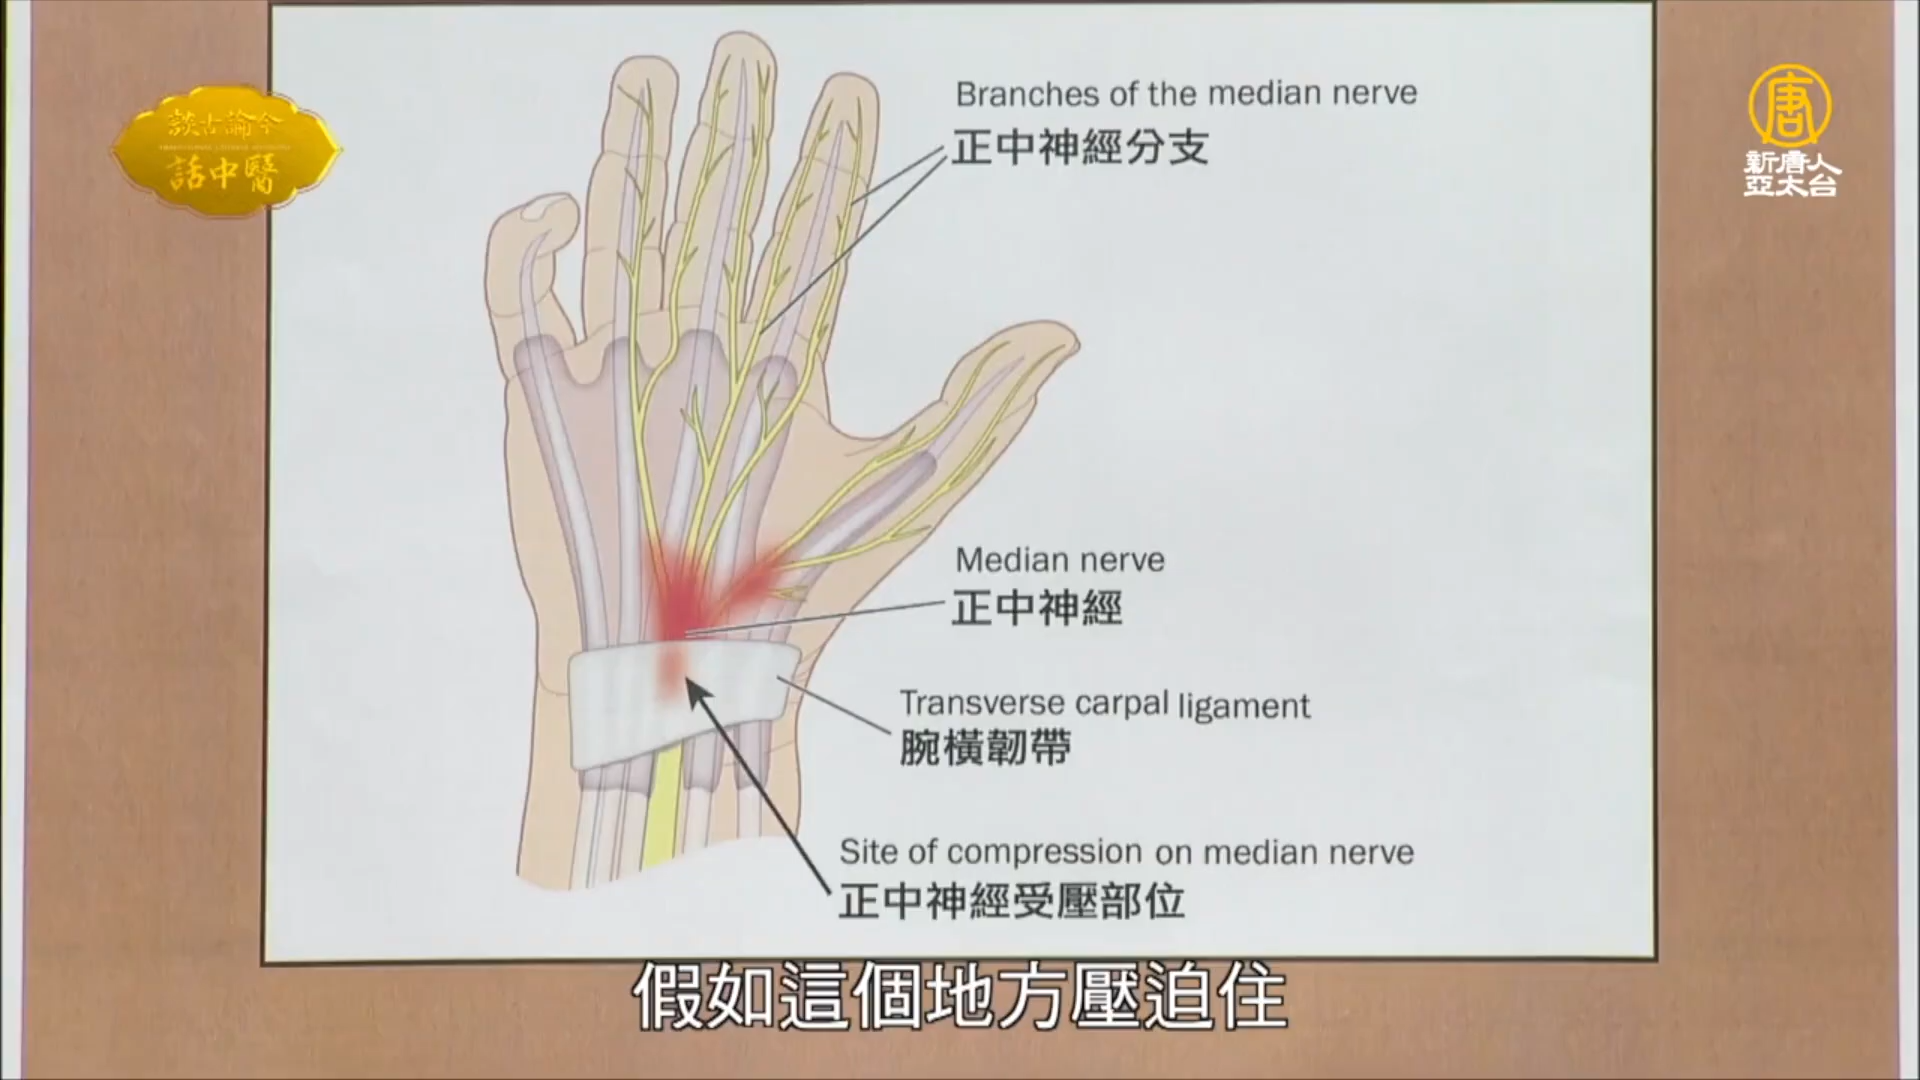 談古論今
話中醫
新唐人
亞太台
唐
Branches of the median nerve
正中神經分支
Median nerve
正中神經
Transverse carpal ligament
腕橫韌帶
Site of compression on median nerve
正中神經受壓部位
假如這個地方壓迫住